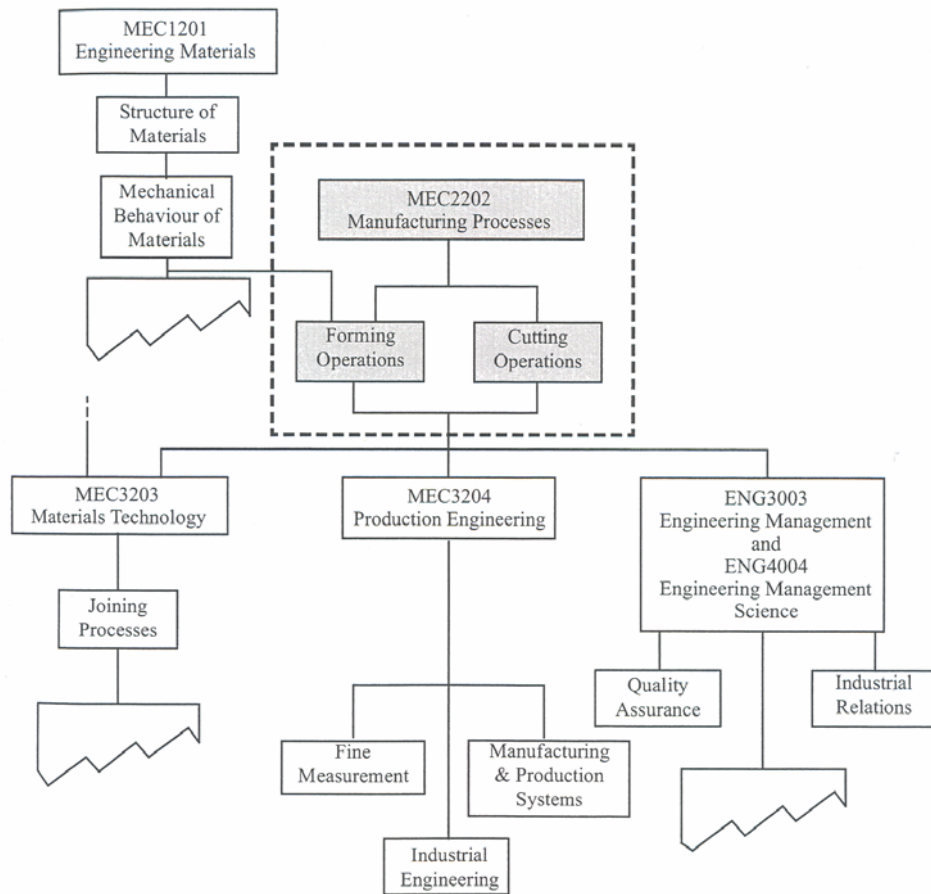 MEC1201
Engineering Materials
Structure of
Materials
Mechanical
Behaviour of
Materials
MEC2202
Manufacturing Processes
Forming
Operations
Cutting
Operations
MEC3203
Materials Technology
MEC3204
Production Engineering
ENG3003
Engineering Management
and
ENG4004
Engineering Management
Science
Joining
Processes
Quality
Assurance
Industrial
Relations
Fine
Measurement
Manufacturing
& Production
Systems
Industrial
Engineering